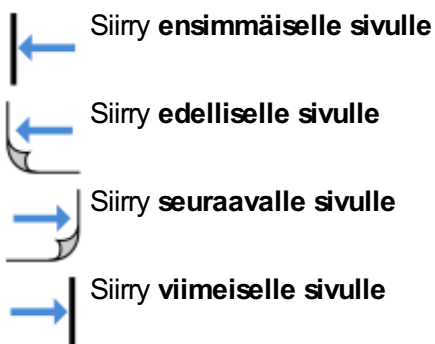 Siirry ensimmäiselle sivulle
Siirry edelliselle sivulle
Siirry seuraavalle sivulle
Siirry viimeiselle sivulle